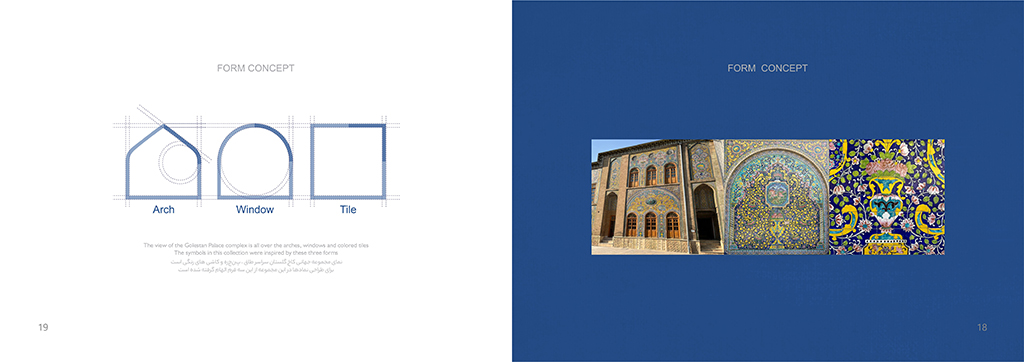 FORM CONCEPT
Arch
Window
Tile
The view of the Golestan Palace complex is all over the arches, windows and colored tiles
The symbols in this collection were inspired by these three forms
نمای مجموعه جهانی کاخ گلستان سراسر طاق، پنجره و کاشی های رنگی است
برای طراحی نمادها در این مجموعه از این سه فرم الهام گرفته شده است
19
FORM CONCEPT
18